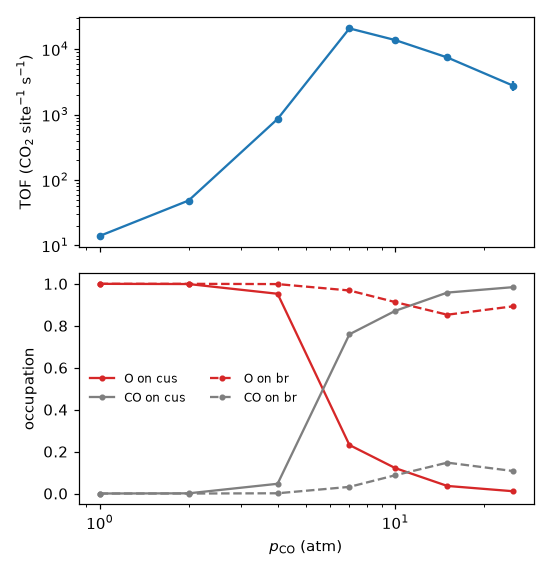 10⁴
10³
10²
10¹
TOF (CO₂ site⁻¹ s⁻¹)
1.0
0.8
0.6
0.4
0.2
0.0
occupation
O on cus
CO on cus
O on br
CO on br
10⁰
10¹
p_CO (atm)